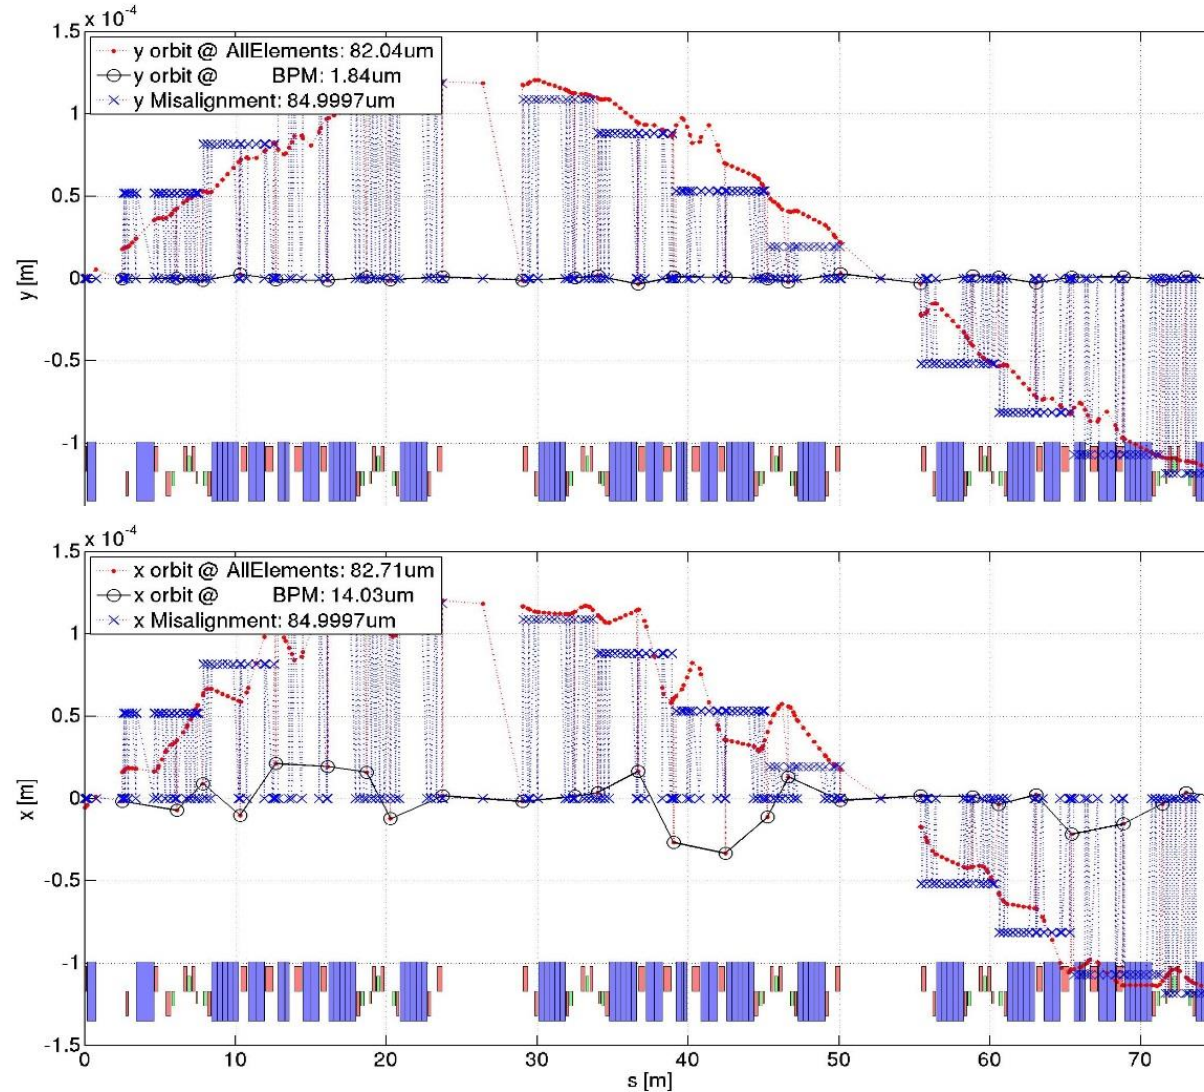 x 10⁻⁴
1.5
y orbit @ AllElements: 82.04um
y orbit @ BPM: 1.84um
y Misalignment: 84.9997um
1
0.5
0
-0.5
-1
y [m]
x 10⁻⁴
1.5
x orbit @ AllElements: 82.71um
x orbit @ BPM: 14.03um
x Misalignment: 84.9997um
1
0.5
0
-0.5
-1
-1.5
x [m]
0 10 20 30 40 50 60 70
s [m]